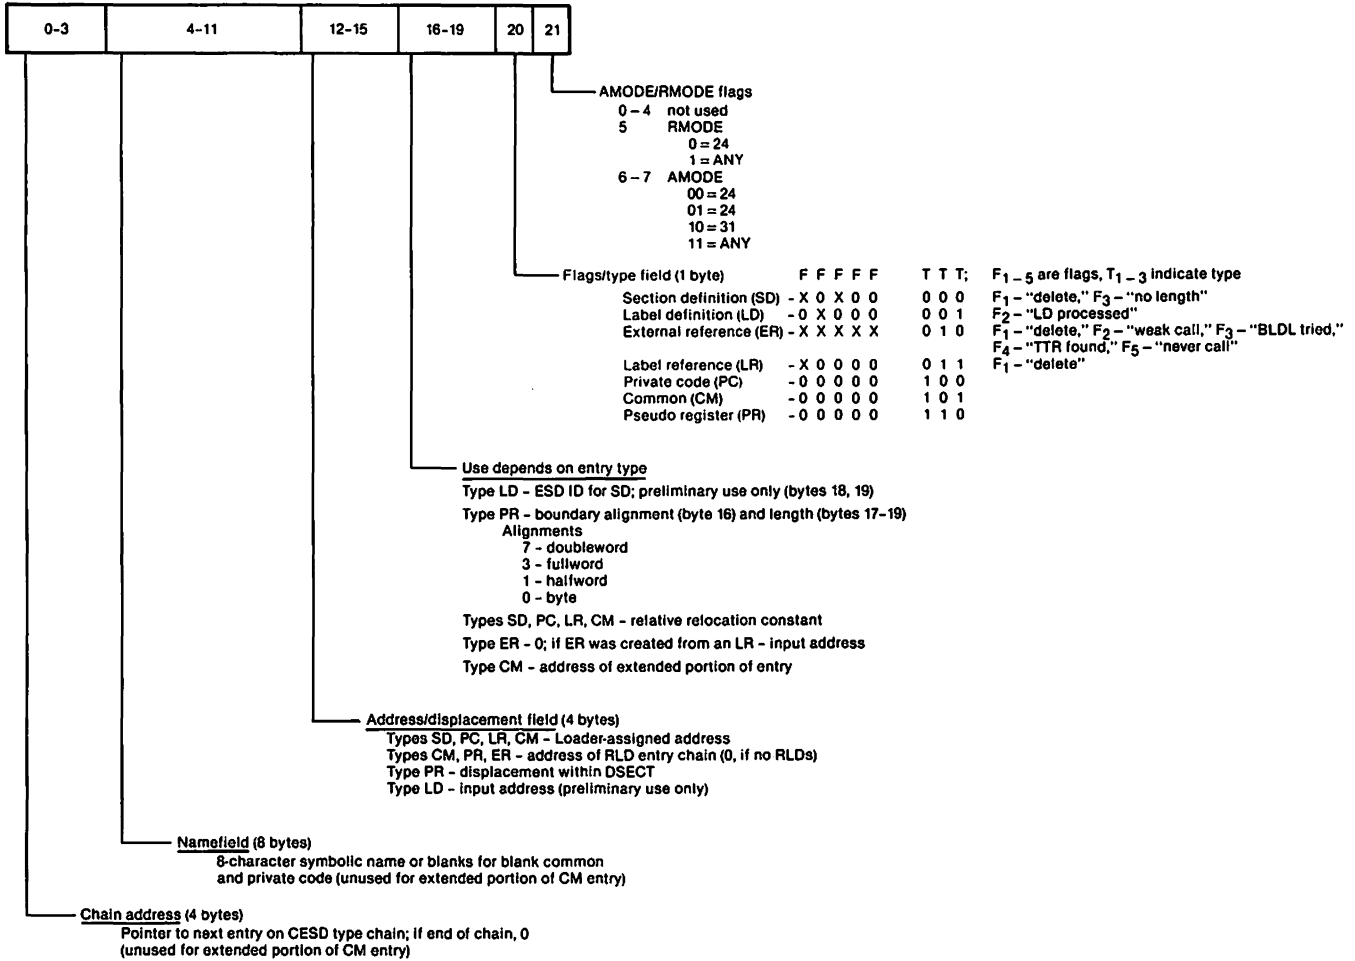 0-3 4-11 12-15 16-19 20 21
AMODE/RMODE flags
0 – 4 not used
5 RMODE
0 = 24
1 = ANY
6 – 7 AMODE
00 = 24
01 = 24
10 = 31
11 = ANY
Flags/type field (1 byte) F F F F F T T T; F1 – 5 are flags, T1 – 3 indicate type
Section definition (SD) - X 0 X 0 0 0 0 0 F1 – "delete," F3 – "no length"
Label definition (LD) - 0 X 0 0 0 0 0 1 F2 – "LD processed"
External reference (ER) - X X X X X 0 1 0 F1 – "delete," F2 – "weak call," F3 – "BLDL tried,"
F4 – "TTR found," F5 – "never call"
Label reference (LR) - X 0 0 0 0 0 1 1 F1 – "delete"
Private code (PC) - 0 0 0 0 0 1 0 0
Common (CM) - 0 0 0 0 0 1 0 1
Pseudo register (PR) - 0 0 0 0 0 1 1 0
Use depends on entry type
Type LD – ESD ID for SD; preliminary use only (bytes 18, 19)
Type PR – boundary alignment (byte 16) and length (bytes 17–19)
Alignments
7 – doubleword
3 – fullword
1 – halfword
0 – byte
Types SD, PC, LR, CM – relative relocation constant
Type ER – 0; if ER was created from an LR – input address
Type CM – address of extended portion of entry
Address/displacement field (4 bytes)
Types SD, PC, LR, CM – Loader-assigned address
Types CM, PR, ER – address of RLD entry chain (0, if no RLDs)
Type PR – displacement within DSECT
Type LD – input address (preliminary use only)
Namefield (8 bytes)
8-character symbolic name or blanks for blank common
and private code (unused for extended portion of CM entry)
Chain address (4 bytes)
Pointer to next entry on CESD type chain; if end of chain, 0
(unused for extended portion of CM entry)